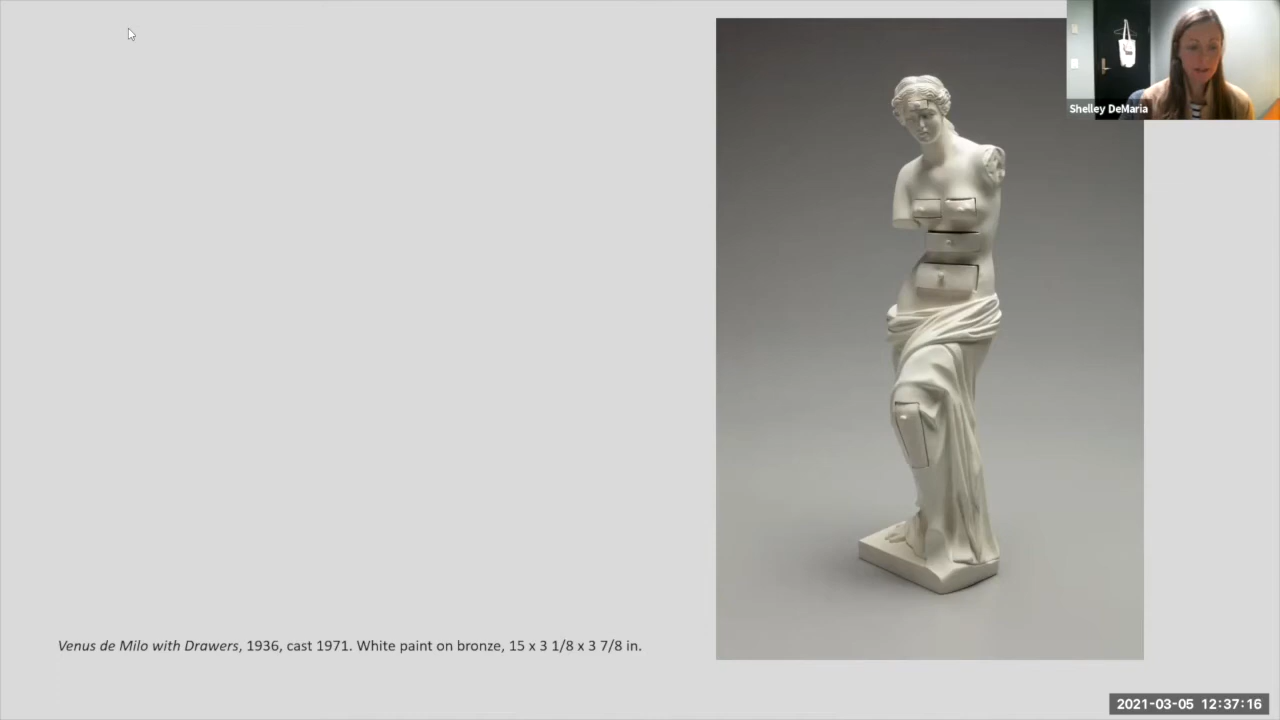 Shelley DeMaria
Venus de Milo with Drawers, 1936, cast 1971. White paint on bronze, 15 x 3 1/8 x 3 7/8 in.
2021-03-05 12:37:16